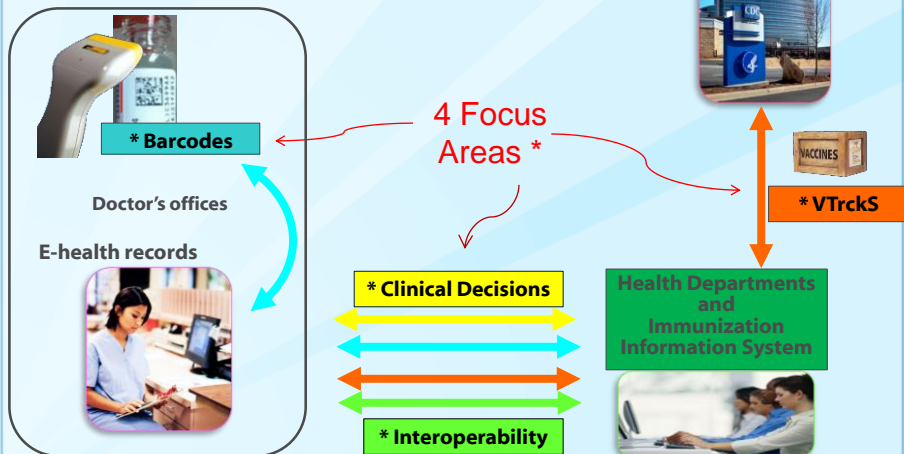 CDC
4 Focus
Areas *
* Barcodes
VACCINES
* VTrckS
Doctor's offices
E-health records
* Clinical Decisions
Health Departments
and
Immunization
Information System
* Interoperability